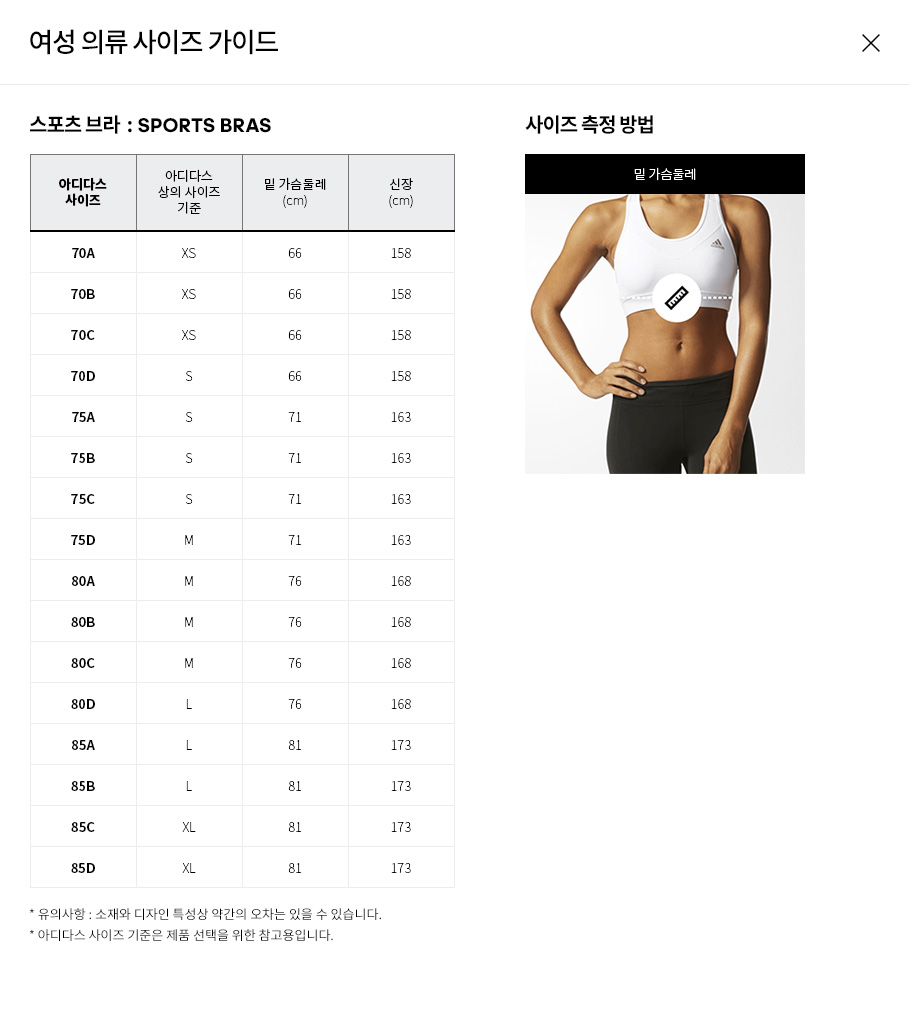 여성 의류 사이즈 가이드
스포츠 브라 : SPORTS BRAS
아디다스 사이즈 | 아디다스 상의 사이즈 기준 | 밑 가슴둘레 (cm) | 신장 (cm)
70A XS 66 158
70B XS 66 158
70C XS 66 158
70D S 66 158
75A S 71 163
75B S 71 163
75C S 71 163
75D M 71 163
80A M 76 168
80B M 76 168
80C M 76 168
80D L 76 168
85A L 81 173
85B L 81 173
85C XL 81 173
85D XL 81 173
* 유의사항 : 소재와 디자인 특성상 약간의 오차는 있을 수 있습니다.
* 아디다스 사이즈 기준은 제품 선택을 위한 참고용입니다.
사이즈 측정 방법
밑 가슴둘레